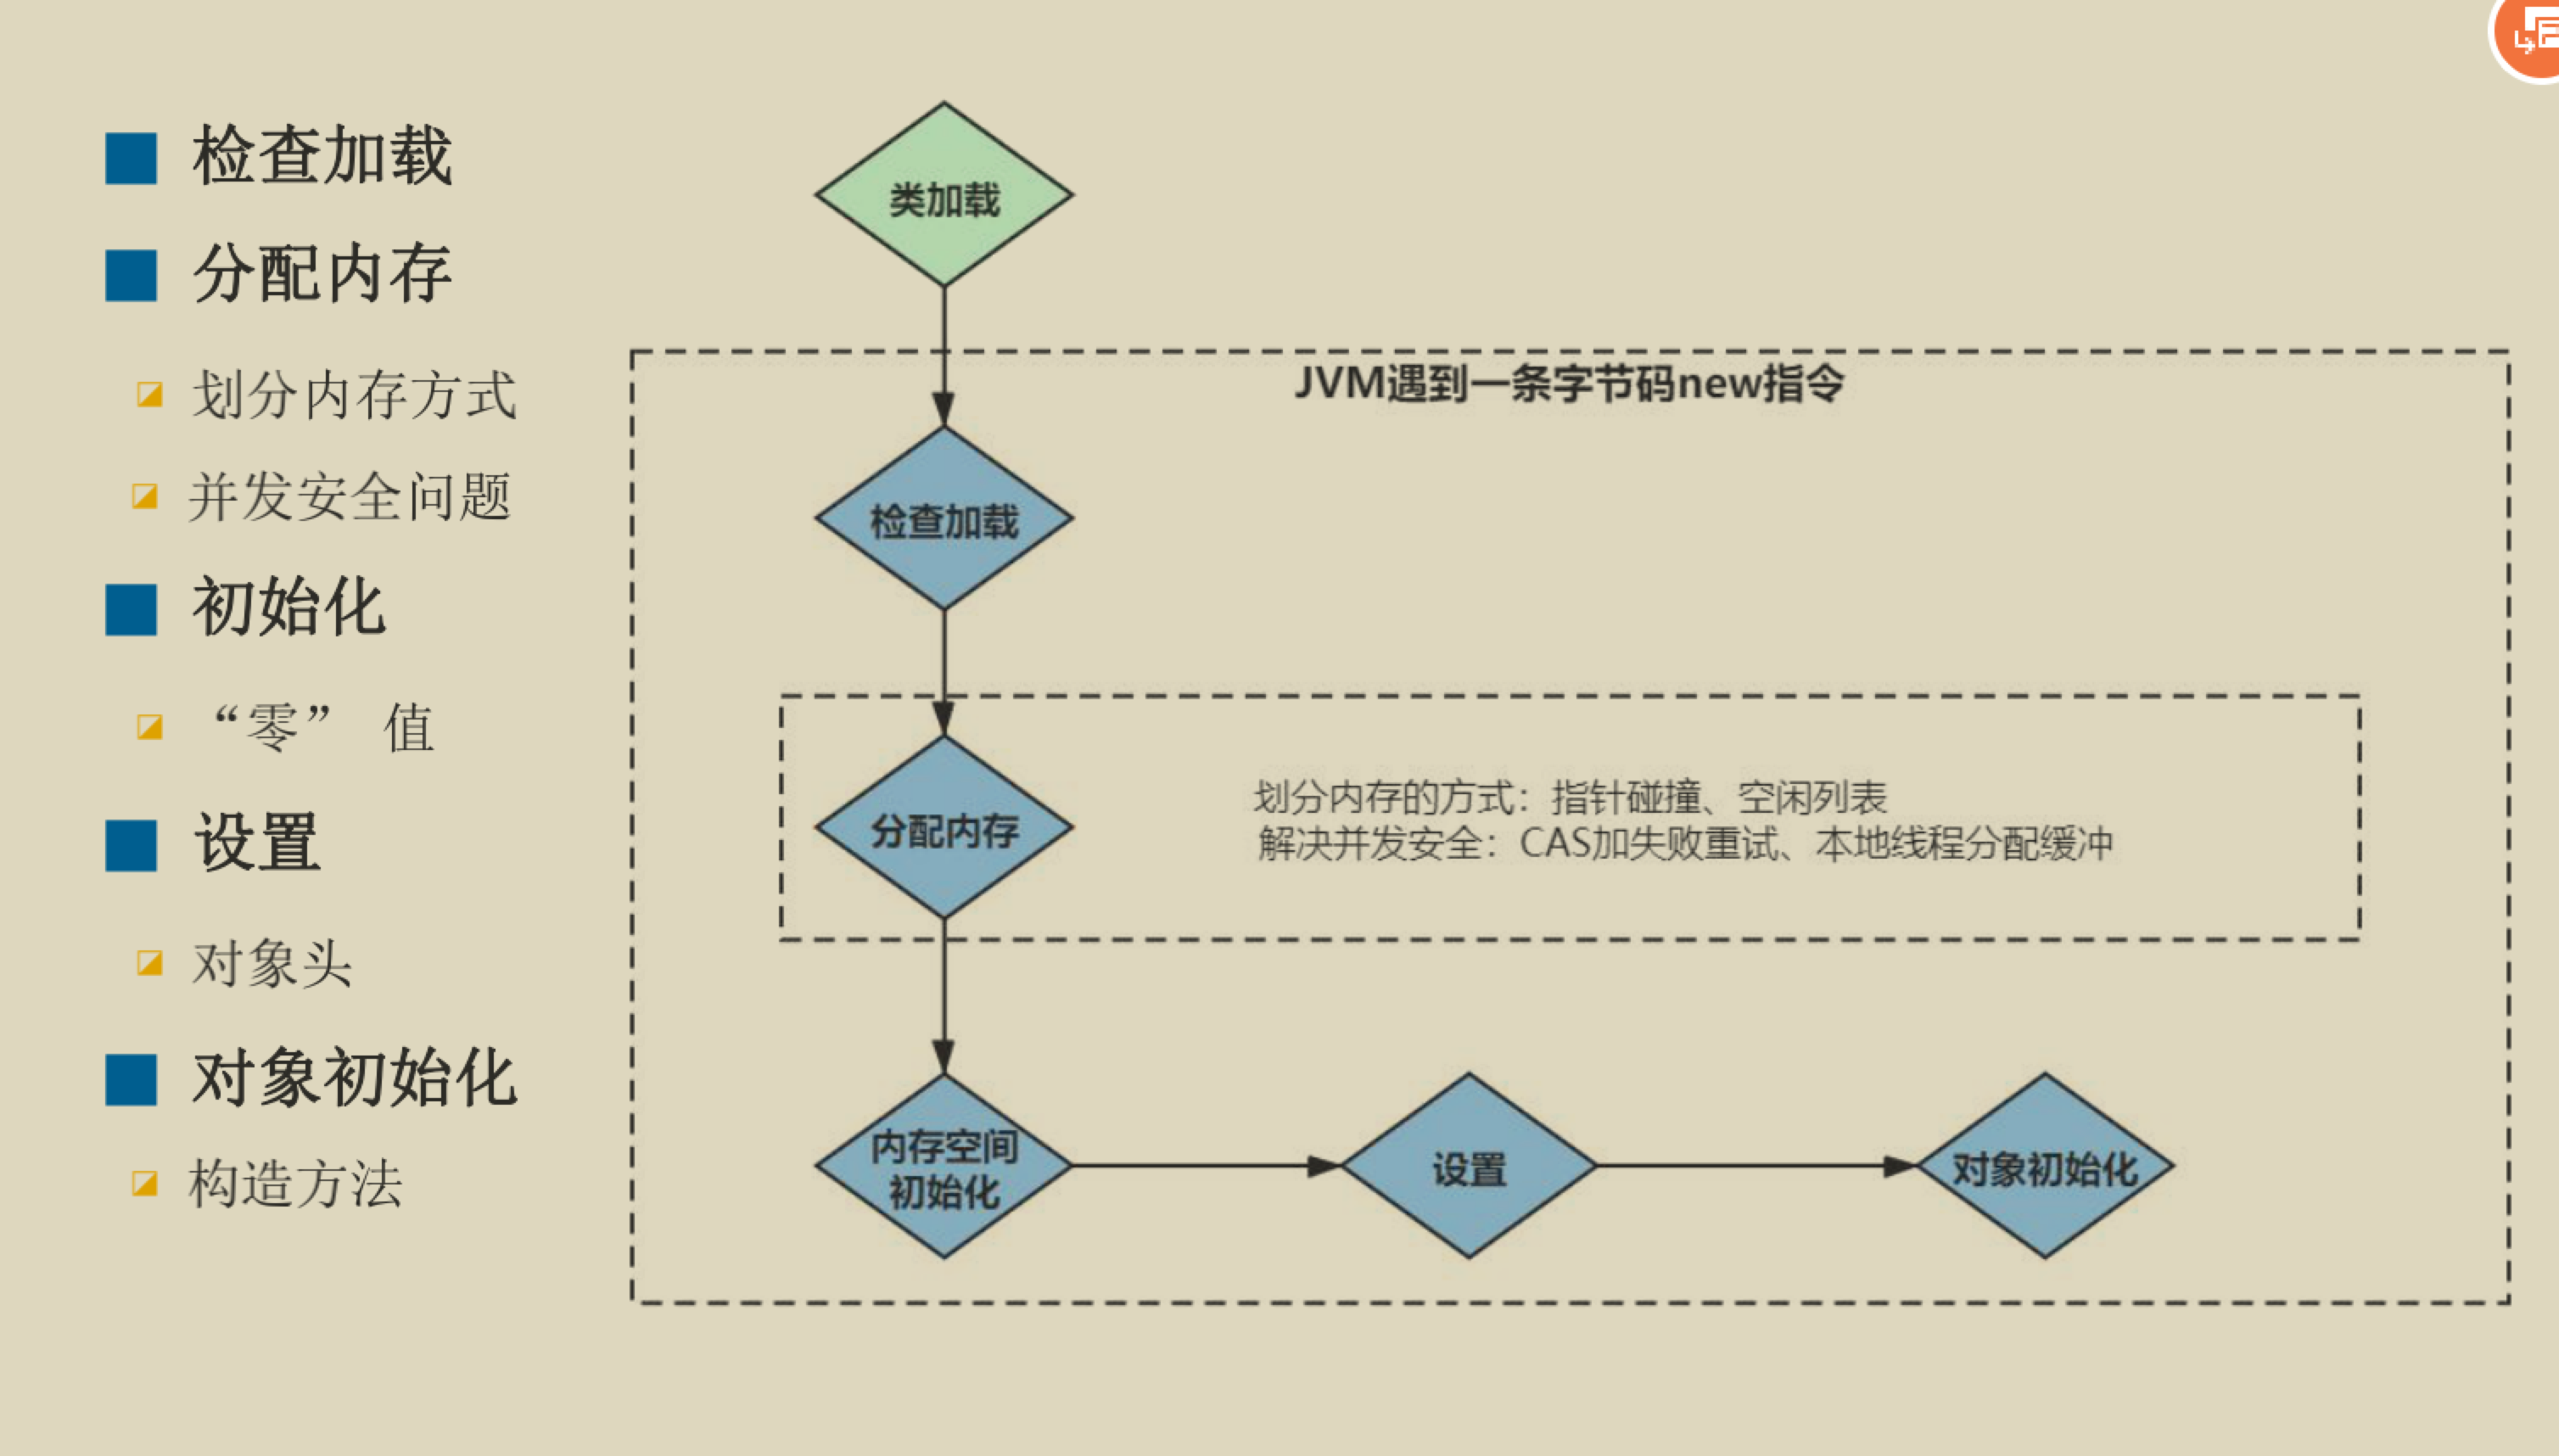 检查加载
分配内存
划分内存方式
并发安全问题
初始化
“零” 值
设置
对象头
对象初始化
构造方法
类加载
JVM遇到一条字节码new指令
检查加载
分配内存
划分内存的方式：指针碰撞、空闲列表
解决并发安全：CAS加失败重试、本地线程分配缓冲
内存空间
初始化
设置
对象初始化